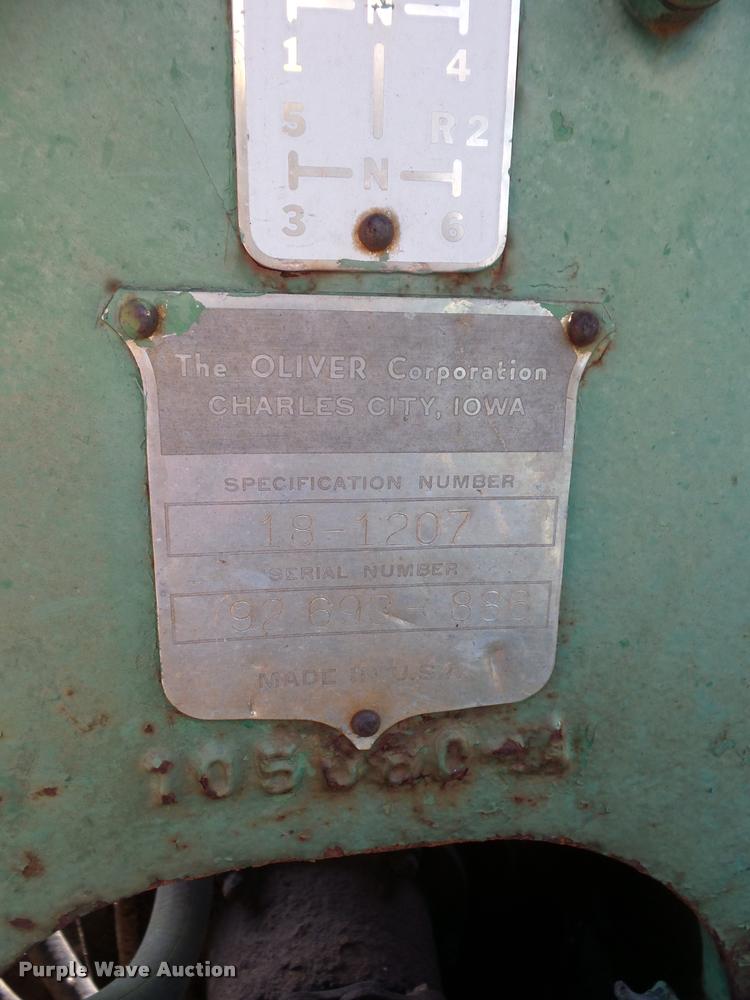 N
1 4
5 R 2
N
3 6
The OLIVER Corporation
CHARLES CITY, IOWA
SPECIFICATION NUMBER
18-1207
SERIAL NUMBER
MADE IN U.S.A.
Purple Wave Auction